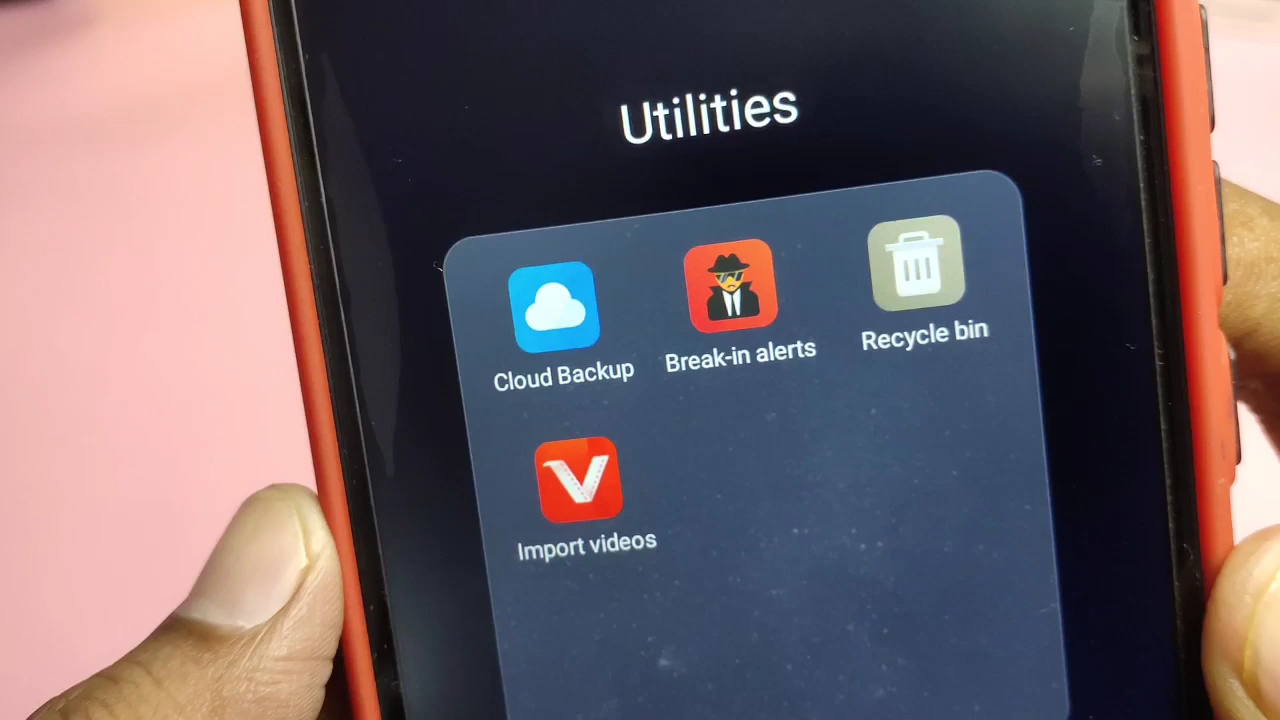 Utilities
Cloud Backup
Break-in alerts
Recycle bin
Import videos